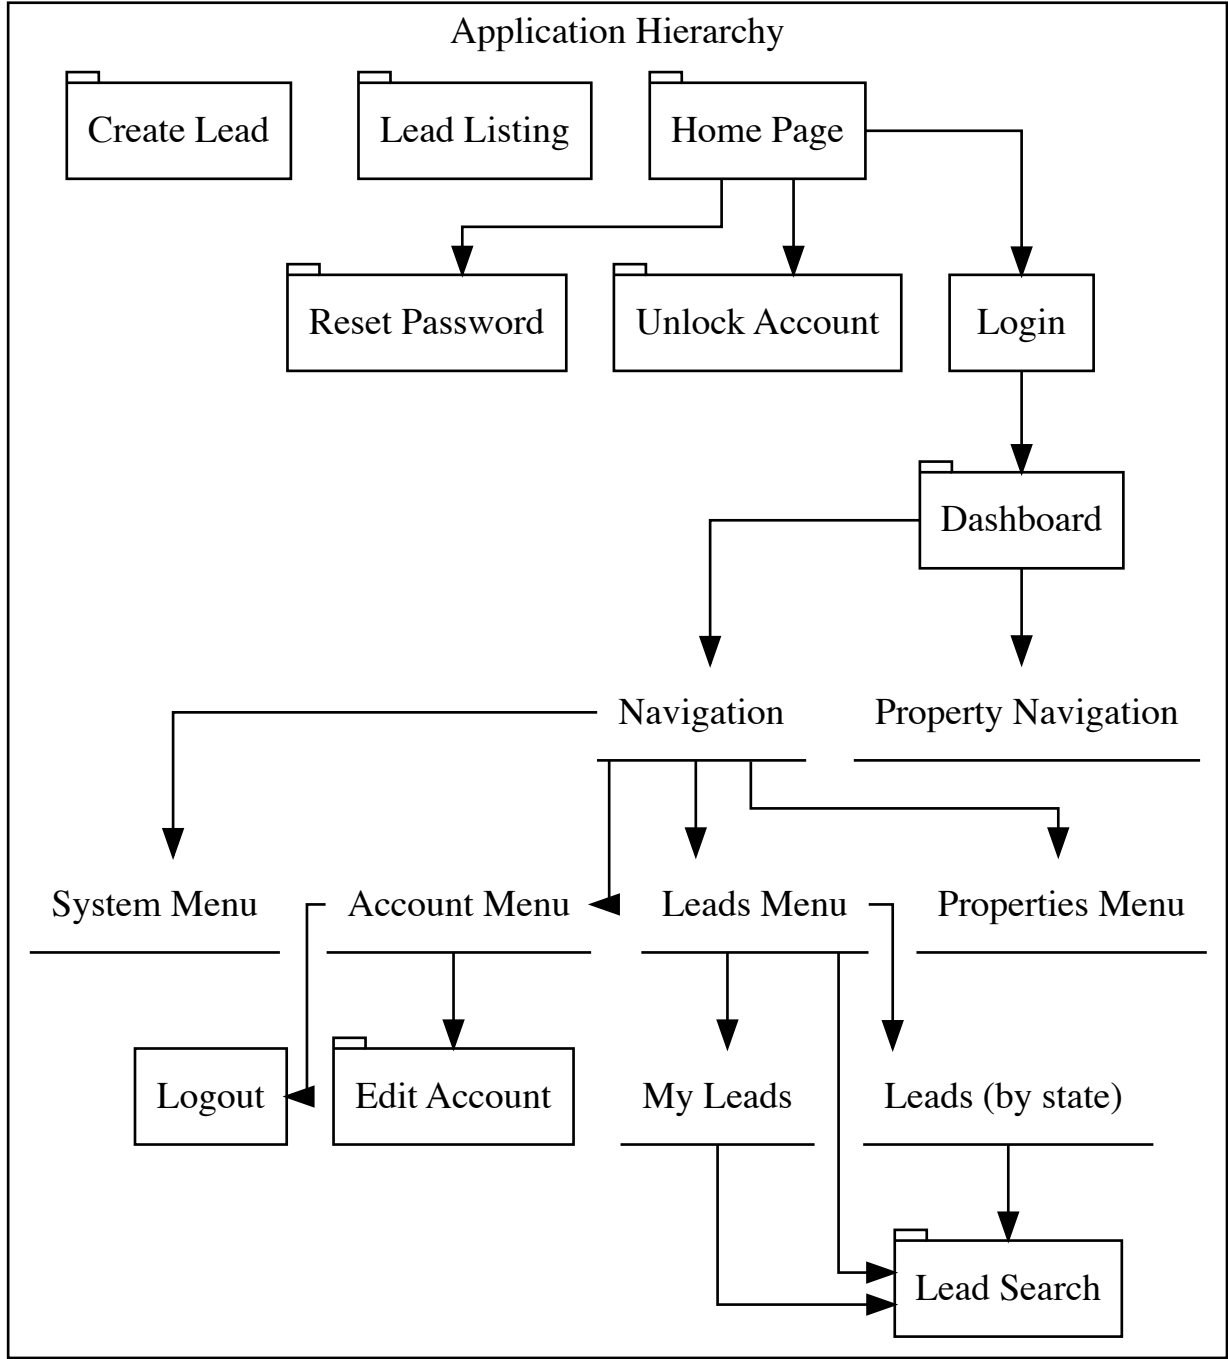 Application Hierarchy
Create Lead
Lead Listing
Home Page
Reset Password
Unlock Account
Login
Dashboard
Navigation
Property Navigation
System Menu
Account Menu
Leads Menu
Properties Menu
Logout
Edit Account
My Leads
Leads (by state)
Lead Search